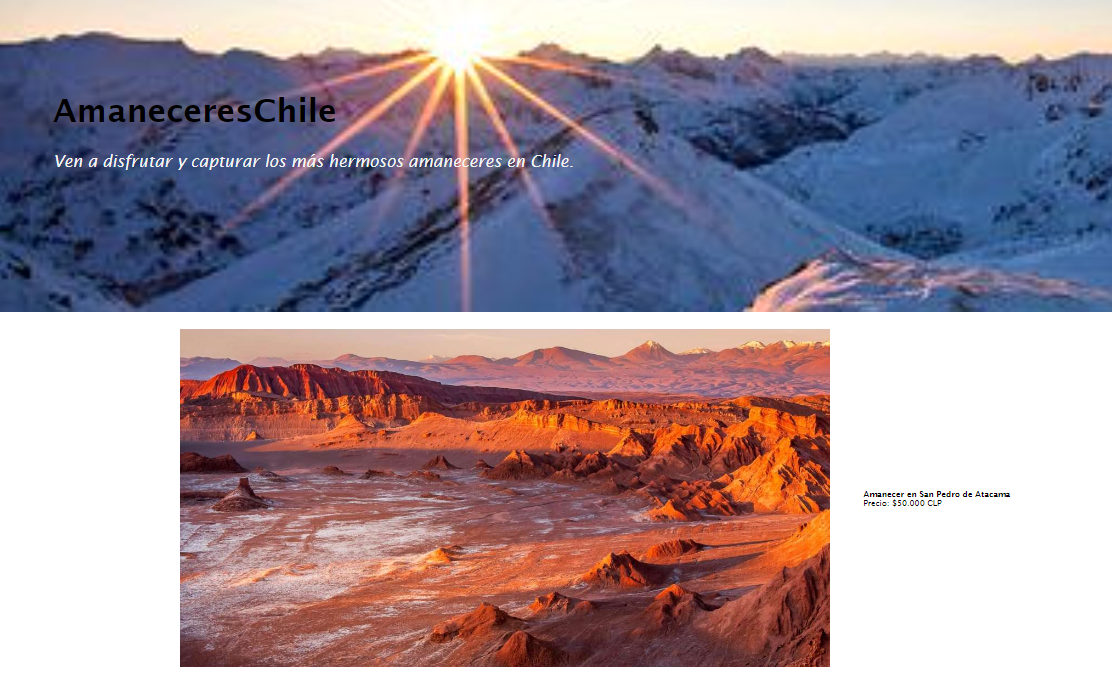 AmaneceresChile
Ven a disfrutar y capturar los más hermosos amaneceres en Chile.
Amanecer en San Pedro de Atacama
Precio: $50.000 CLP